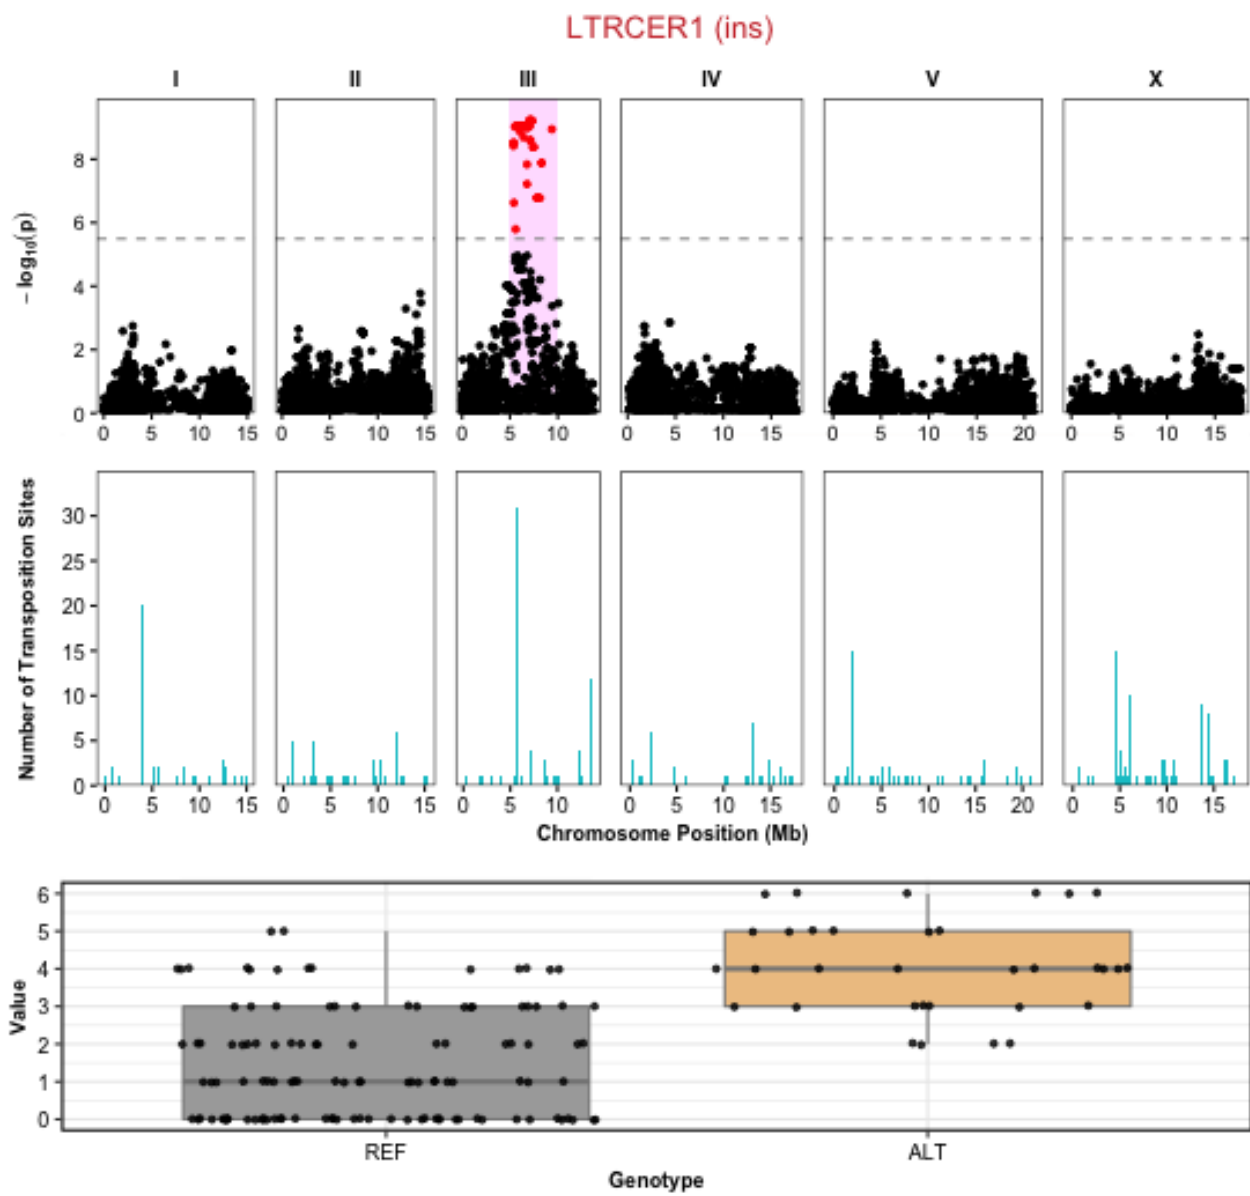 LTRCER1 (ins)
I II III IV V X
− log10(p)
8
6
4
2
0
0 5 10 15 0 5 10 15 0 5 10 0 5 10 15 0 5 10 15 20 0 5 10 15
Number of Transposition Sites
30
25
20
15
10
5
0
0 5 10 15 0 5 10 15 0 5 10 0 5 10 15 0 5 10 15 20 0 5 10 15
Chromosome Position (Mb)
Value
6
5
4
3
2
1
0
REF ALT
Genotype